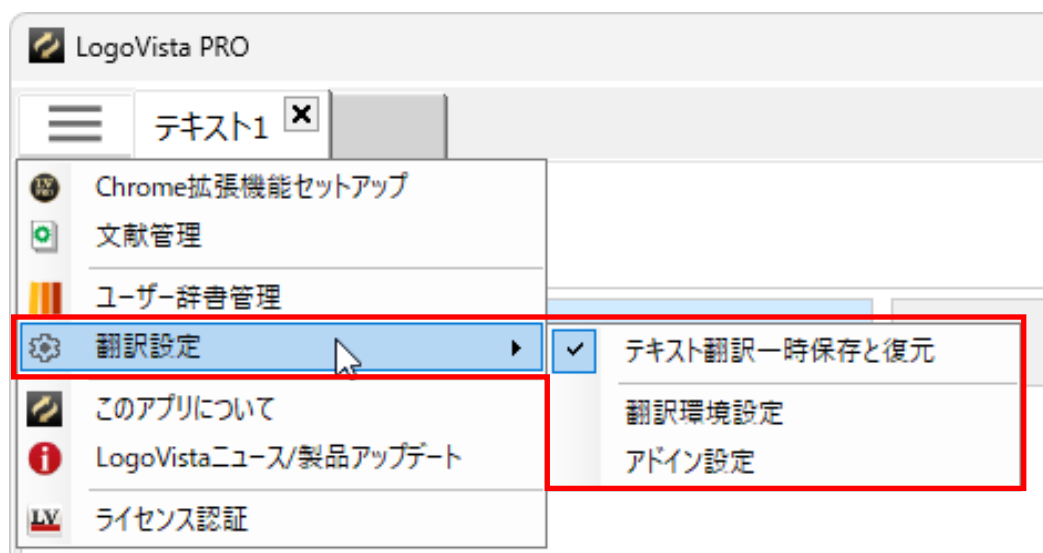 LogoVista PRO
テキスト1
Chrome拡張機能セットアップ
文献管理
ユーザー辞書管理
翻訳設定
テキスト翻訳一時保存と復元
翻訳環境設定
アドイン設定
このアプリについて
LogoVistaニュース/製品アップデート
LV ライセンス認証